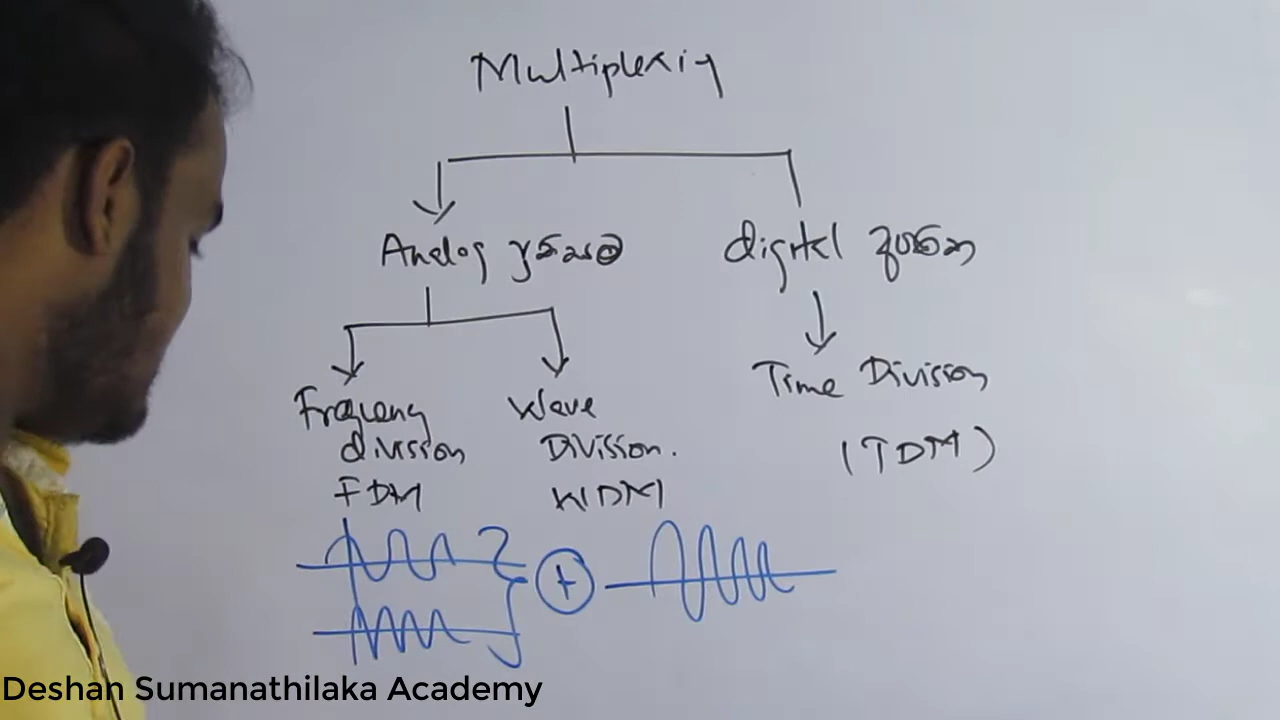 Multiplexing
Analog
digital
Frequency
division
FDM
Wave
Division.
WDM
Time Division
(TDM)
+
Deshan Sumanathilaka Academy